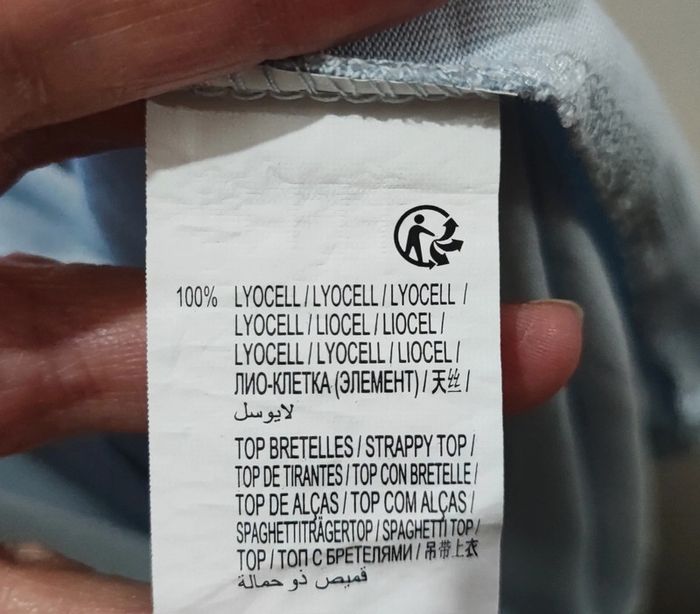 100% LYOCELL / LYOCELL / LYOCELL /
LYOCELL / LIOCEL / LIOCEL /
LYOCELL / LYOCELL / LIOCEL /
ЛИО-КЛЕТКА (ЭЛЕМЕНТ) / 天丝 /
لايوسل
TOP BRETELLES / STRAPPY TOP /
TOP DE TIRANTES / TOP CON BRETELLE /
TOP DE ALÇAS / TOP COM ALÇAS /
SPAGHETTITRÄGERTOP / SPAGHETTI TOP /
TOP / ТОП С БРЕТЕЛЯМИ / 吊带上衣
قميص ذو حمالة